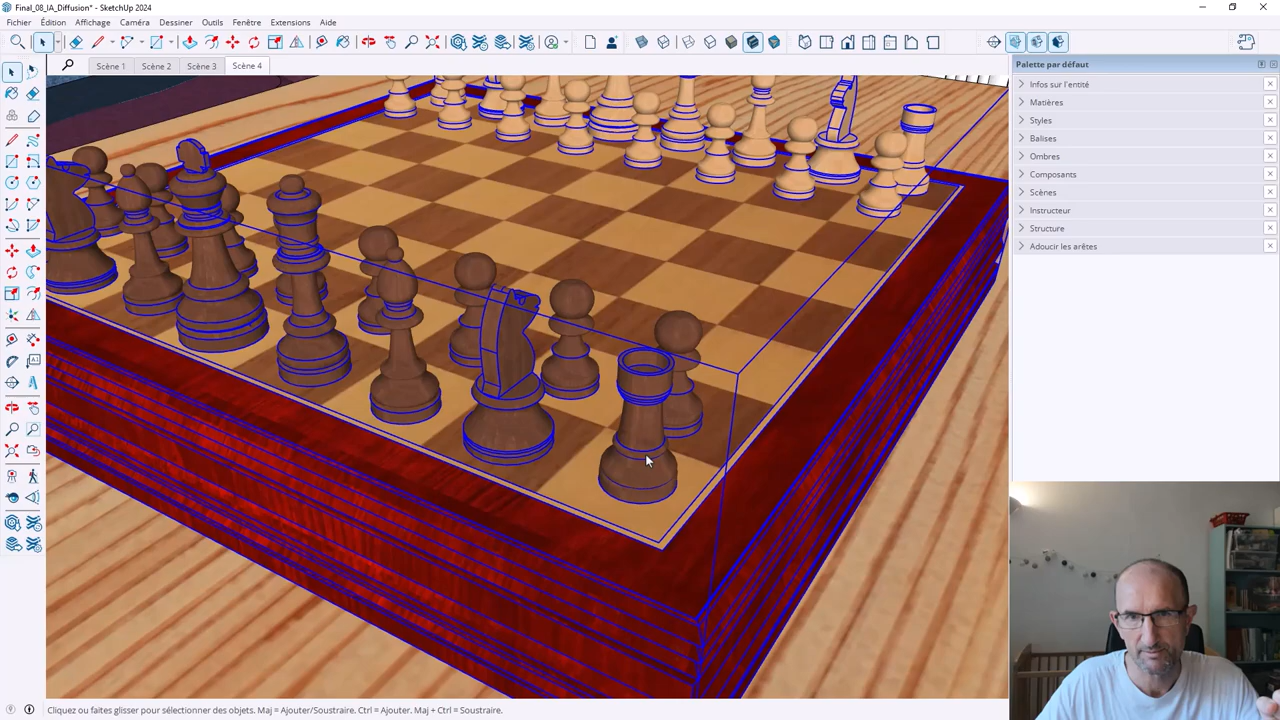 Final_08_IA_Diffusion* - SketchUp 2024
Fichier Édition Affichage Caméra Dessiner Outils Fenêtre Extensions Aide
Scène 1 Scène 2 Scène 3 Scène 4
Palette par défaut
Infos sur l'entité
Matières
Styles
Balises
Ombres
Composants
Scènes
Instructeur
Structure
Adoucir les arêtes
Cliquez ou faites glisser pour sélectionner des objets. Maj = Ajouter/Soustraire. Ctrl = Ajouter. Maj + Ctrl = Soustraire.